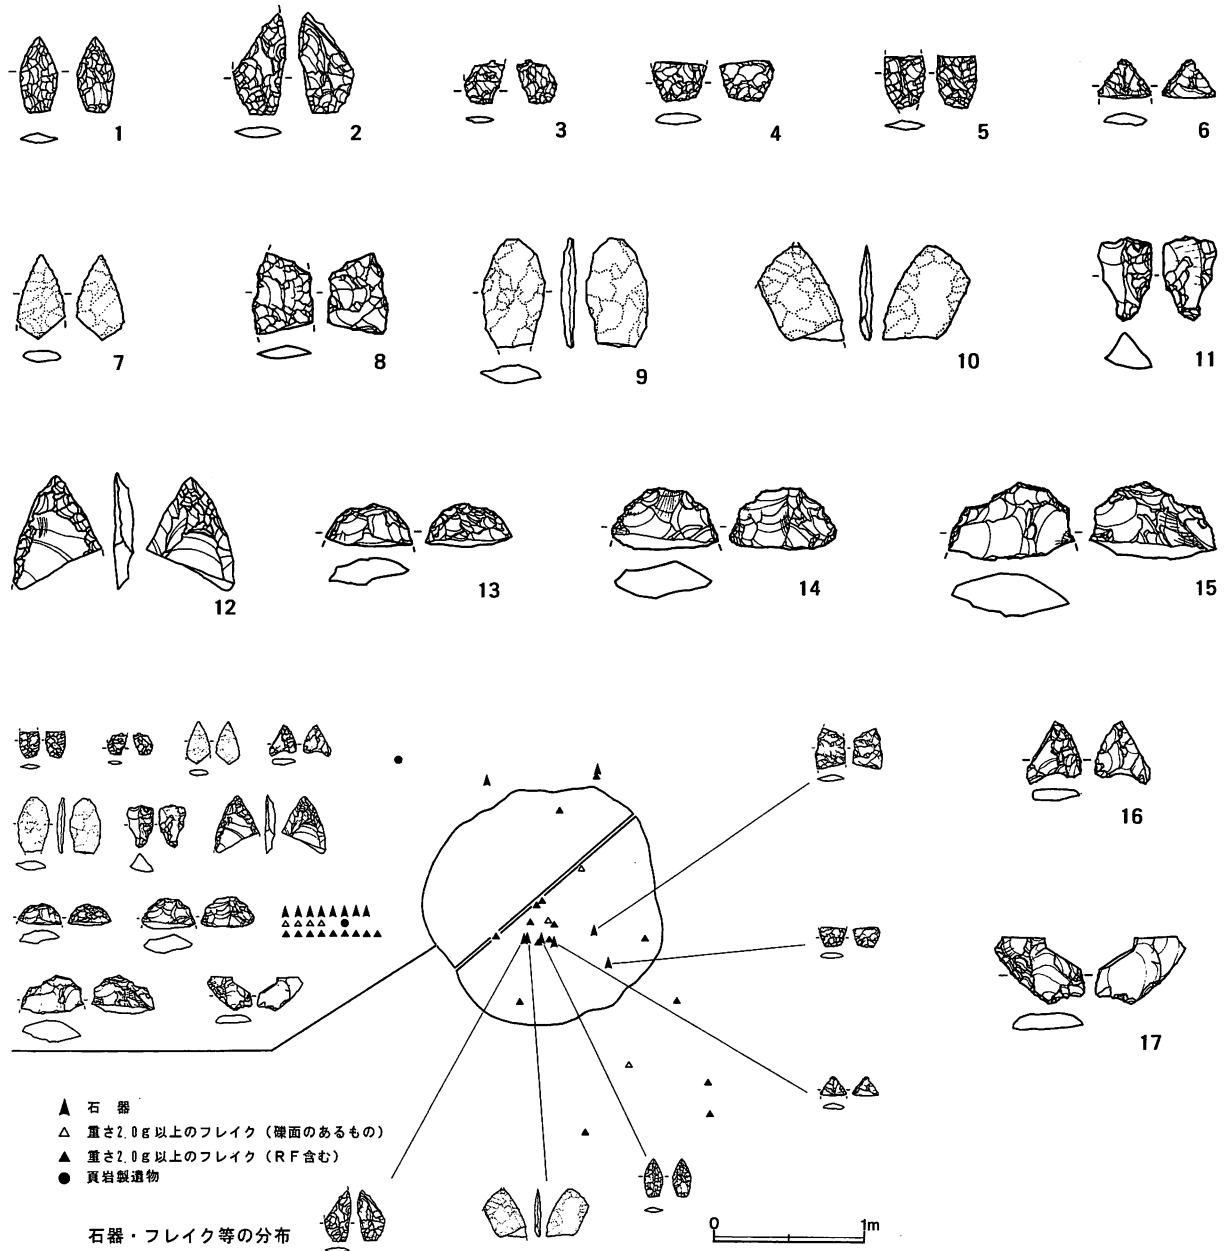 1 2 3 4 5 6
7 8 9 10 11
12 13 14 15
16
17
石器
重さ2.0g以上のフレイク（礫面のあるもの）
重さ2.0g以上のフレイク（RF含む）
頁岩製遺物
石器・フレイク等の分布
0 1m